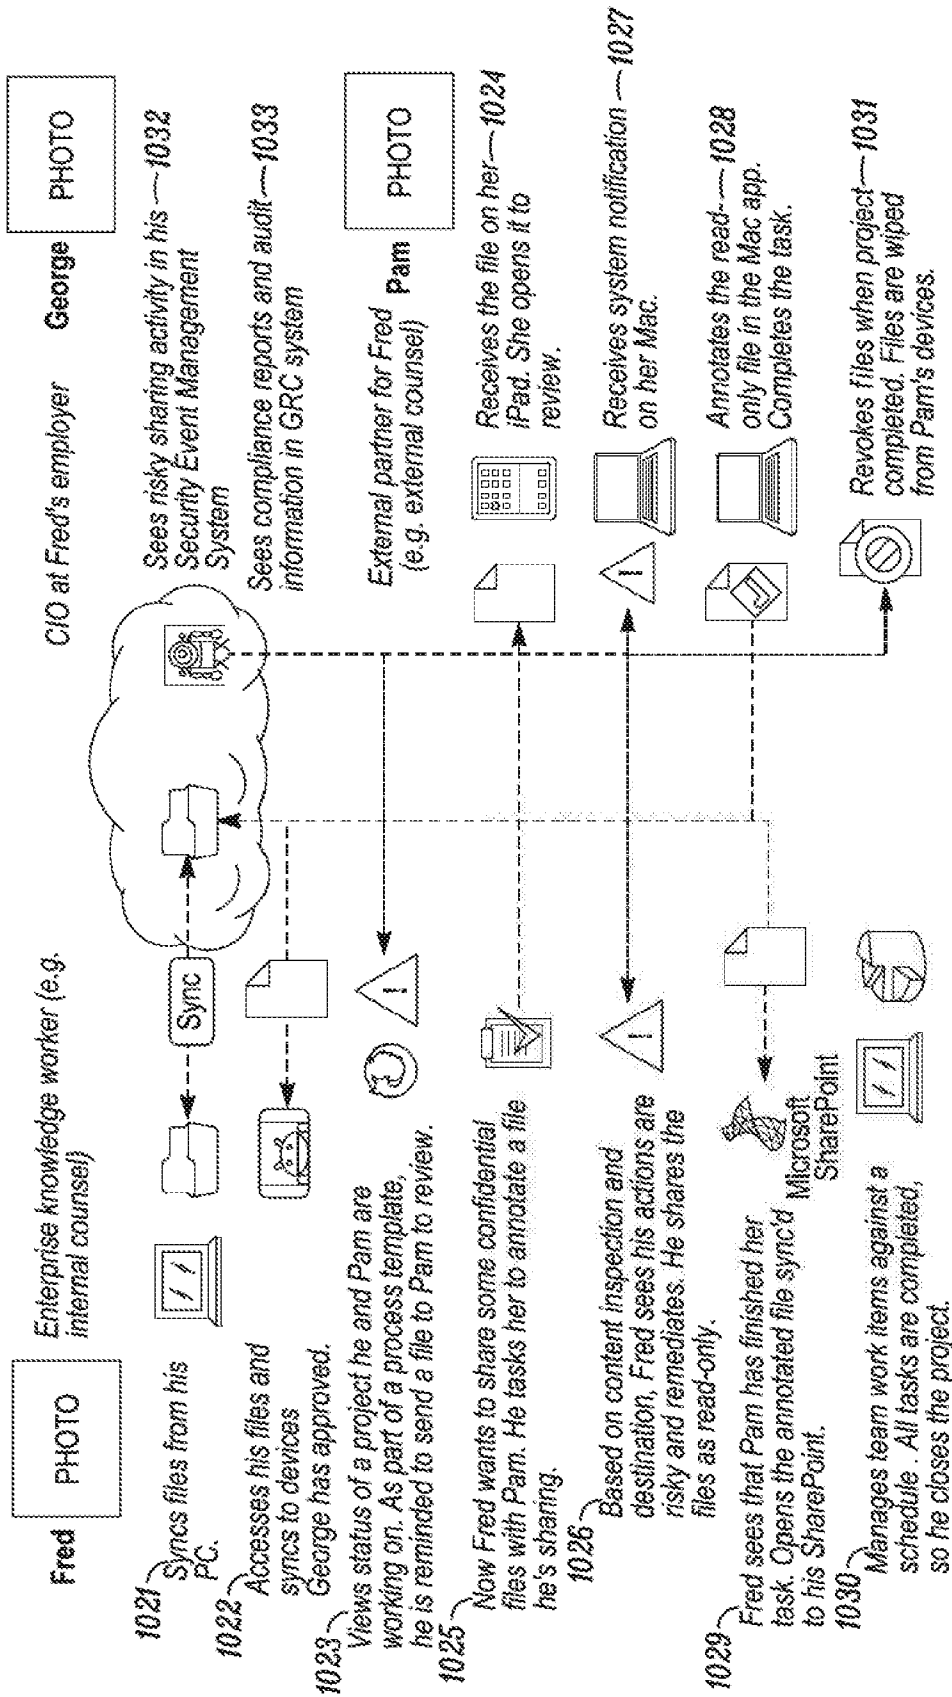 Fred
PHOTO
Enterprise knowledge worker (e.g.
internal counsel)
CIO at Fred's employer
George
PHOTO
1021
Syncs files from his
PC.
Sync
Sees risky sharing activity in his
Security Event Management
System
1032
1022
Accesses his files and
syncs to devices
George has approved.
Sees compliance reports and audit
information in GRC system
1033
1023
Views status of a project he and Pam are
working on. As part of a process template,
he is reminded to send a file to Pam to review.
External partner for Fred
(e.g. external counsel)
Pam
PHOTO
1025
Now Fred wants to share some confidential
files with Pam. He tasks her to annotate a file
he's sharing.
Receives the file on her
iPad. She opens it to
review.
1024
1026
Based on content inspection and
destination, Fred sees his actions are
risky and remediates. He shares the
files as read-only.
!
!
!
Receives system notification
on her Mac.
1027
1029
Fred sees that Pam has finished her
task. Opens the annotated file sync'd
to his SharePoint.
Microsoft
SharePoint
Annotates the read-
only file in the Mac app.
Completes the task.
1028
1030
Manages team work items against a
schedule . All tasks are completed,
so he closes the project.
Revokes files when project
completed. Files are wiped
from Pam's devices.
1031